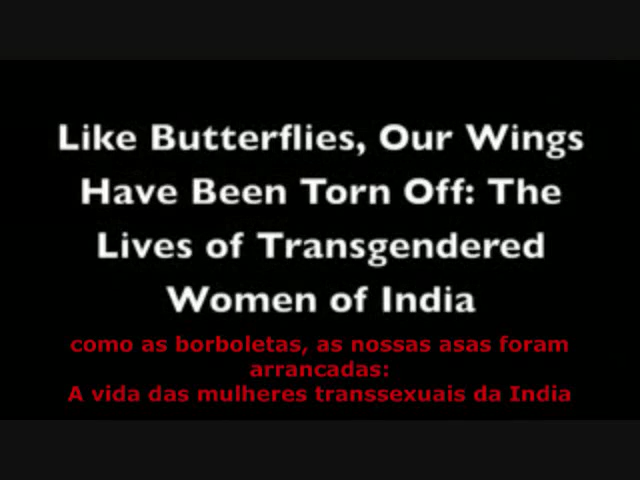 Like Butterflies, Our Wings
Have Been Torn Off: The
Lives of Transgendered
Women of India
como as borboletas, as nossas asas foram
arrancadas:
A vida das mulheres transsexuais da India